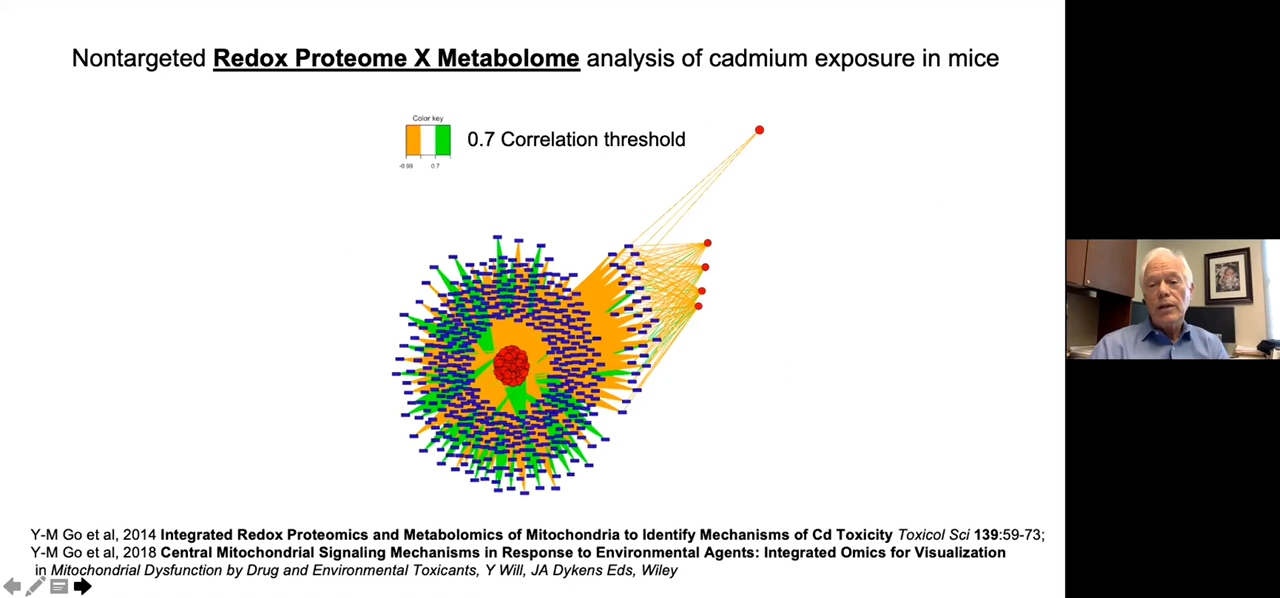 Nontargeted Redox Proteome X Metabolome analysis of cadmium exposure in mice
Color key
0.7 Correlation threshold
-0.99 0.7
Y-M Go et al, 2014 Integrated Redox Proteomics and Metabolomics of Mitochondria to Identify Mechanisms of Cd Toxicity Toxicol Sci 139:59-73;
Y-M Go et al, 2018 Central Mitochondrial Signaling Mechanisms in Response to Environmental Agents: Integrated Omics for Visualization
in Mitochondrial Dysfunction by Drug and Environmental Toxicants, Y Will, JA Dykens Eds, Wiley